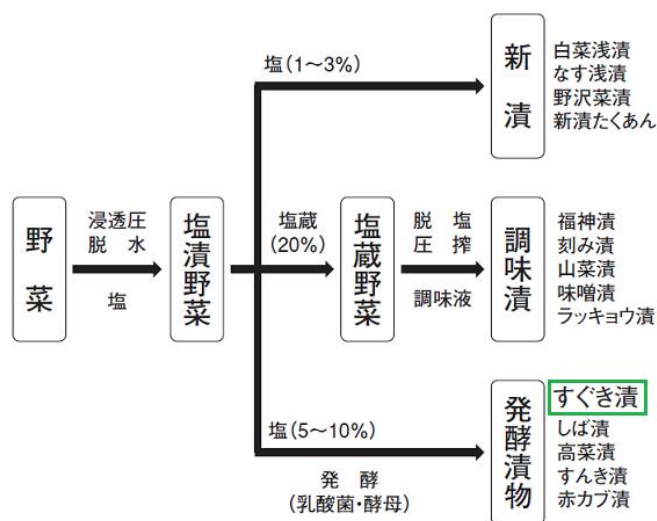 野菜
浸透圧
脱水
塩
塩漬野菜
塩(1〜3%)
新漬
白菜浅漬
なす浅漬
野沢菜漬
新漬たくあん
塩蔵
(20%)
塩蔵野菜
脱塩
圧搾
調味液
調味漬
福神漬
刻み漬
山菜漬
味噌漬
ラッキョウ漬
塩(5〜10%)
発酵
(乳酸菌・酵母)
発酵漬物
すぐき漬
しば漬
高菜漬
すんき漬
赤カブ漬